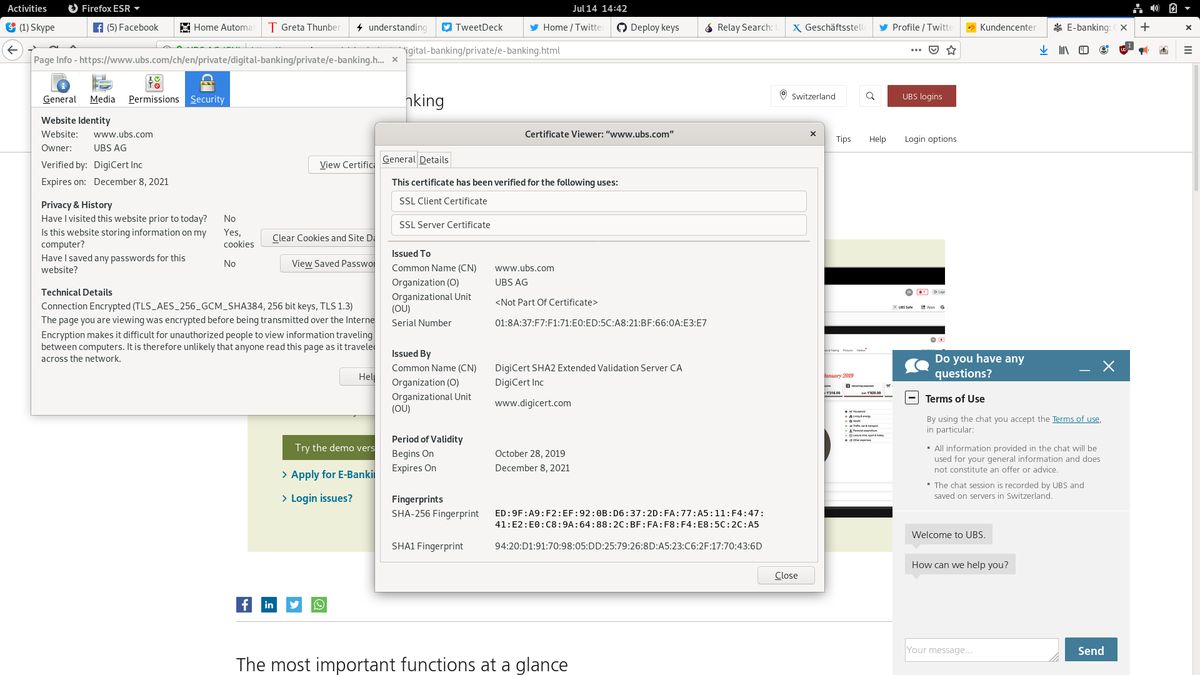 Activities
Firefox ESR
Jul 14 14:42
(1) Skype
(5) Facebook
Home Automa
Greta Thunber
understanding
TweetDeck
Home / Twitte
Deploy keys
Relay Search:
Geschäftsstell
Profile / Twitte
Kundencenter
E-banking:
igital-banking/private/e-banking.html
Page Info - https://www.ubs.com/ch/en/private/digital-banking/private/e-banking.h...
General
Media
Permissions
Security
nking
Switzerland
UBS logins
Tips
Help
Login options
Website Identity
Website: www.ubs.com
Owner: UBS AG
Verified by: DigiCert Inc
View Certifica
Expires on: December 8, 2021
Privacy & History
Have I visited this website prior to today? No
Is this website storing information on my computer? Yes, cookies
Clear Cookies and Site Da
Have I saved any passwords for this website? No
View Saved Passwor
Technical Details
Connection Encrypted (TLS_AES_256_GCM_SHA384, 256 bit keys, TLS 1.3)
The page you are viewing was encrypted before being transmitted over the Interne
Encryption makes it difficult for unauthorized people to view information traveling
between computers. It is therefore unlikely that anyone read this page as it travele
across the network.
Help
Certificate Viewer: "www.ubs.com"
General
Details
This certificate has been verified for the following uses:
SSL Client Certificate
SSL Server Certificate
Issued To
Common Name (CN) www.ubs.com
Organization (O) UBS AG
Organizational Unit (OU) <Not Part Of Certificate>
Serial Number 01:8A:37:F7:F1:71:E0:ED:5C:A8:21:BF:66:0A:E3:E7
Issued By
Common Name (CN) DigiCert SHA2 Extended Validation Server CA
Organization (O) DigiCert Inc
Organizational Unit (OU) www.digicert.com
Period of Validity
Begins On October 28, 2019
Expires On December 8, 2021
Fingerprints
SHA-256 Fingerprint ED:9F:A9:F2:EF:92:0B:D6:37:2D:FA:77:A5:11:F4:47:
41:E2:E0:C8:9A:64:88:2C:BF:FA:F8:F4:E8:5C:2C:A5
SHA1 Fingerprint 94:20:D1:91:70:98:05:DD:25:79:26:8D:A5:23:C6:2F:17:70:43:6D
Close
Try the demo vers
Apply for E-Banki
Login issues?
January 2019
Do you have any
questions?
Terms of Use
By using the chat you accept the Terms of use,
in particular:
All information provided in the chat will be
used for your general information and does
not constitute an offer or advice.
The chat session is recorded by UBS and
saved on servers in Switzerland.
Welcome to UBS.
How can we help you?
Your message...
Send
The most important functions at a glance